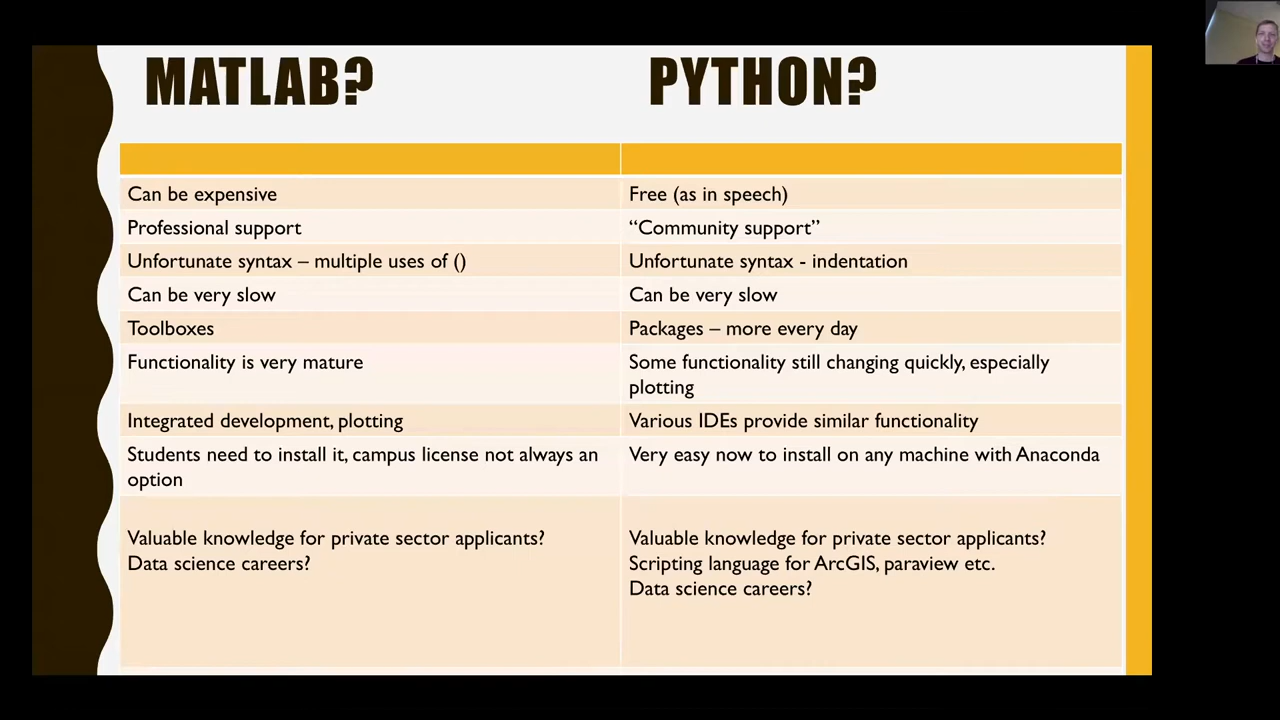 MATLAB? PYTHON?
Can be expensive Free (as in speech)
Professional support “Community support”
Unfortunate syntax – multiple uses of () Unfortunate syntax - indentation
Can be very slow Can be very slow
Toolboxes Packages – more every day
Functionality is very mature Some functionality still changing quickly, especially
plotting
Integrated development, plotting Various IDEs provide similar functionality
Students need to install it, campus license not always an Very easy now to install on any machine with Anaconda
option
Valuable knowledge for private sector applicants? Valuable knowledge for private sector applicants?
Data science careers? Scripting language for ArcGIS, paraview etc.
Data science careers?